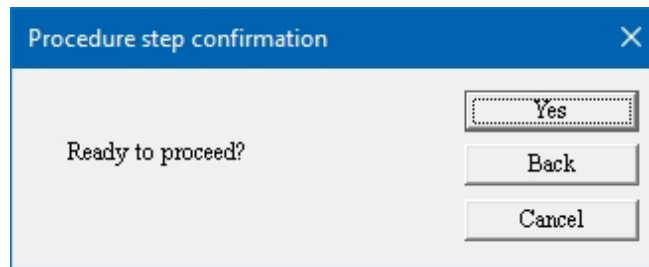 Procedure step confirmation
Ready to proceed?
Yes
Back
Cancel